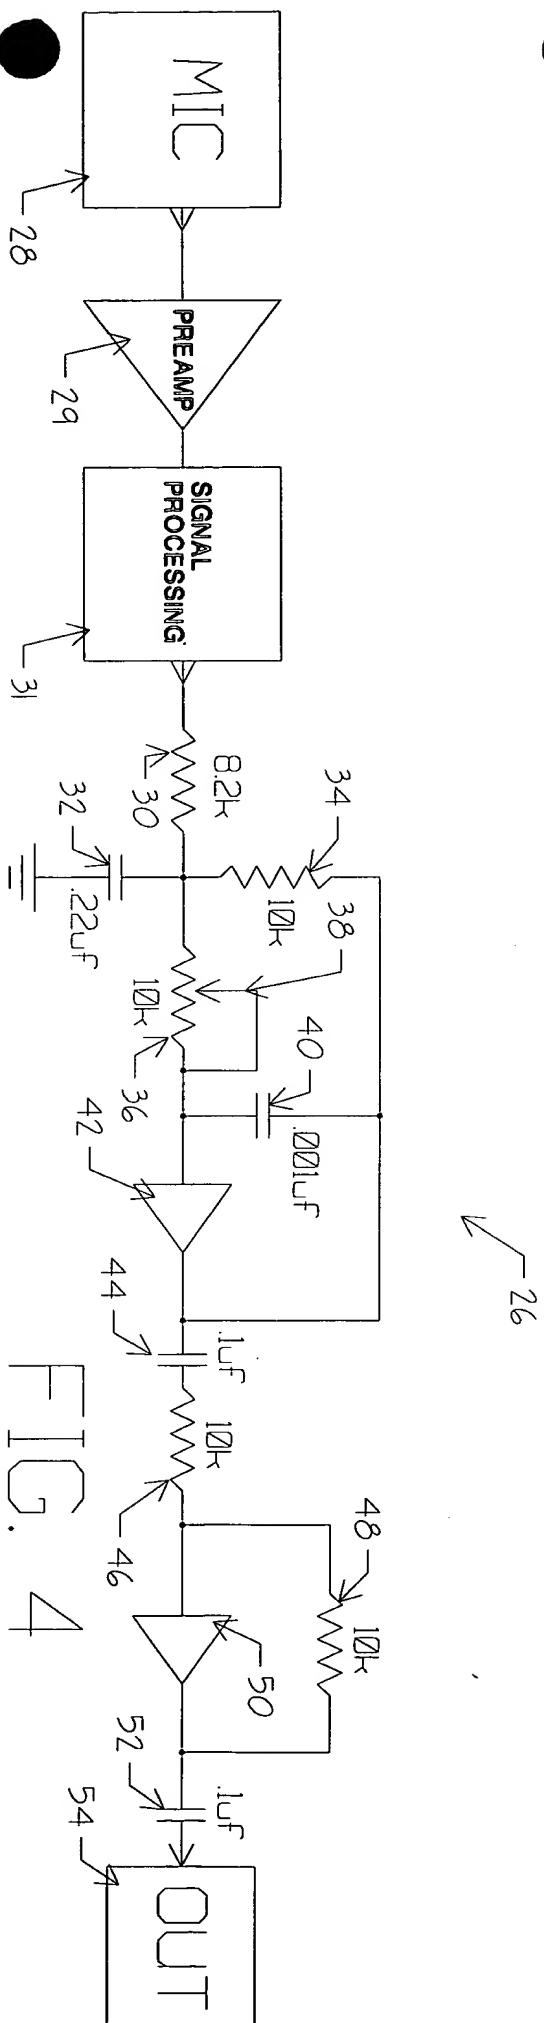 MIC
28
PREAMP
29
SIGNAL
PROCESSING
31
8.2k
30
32
.22uf
34
10k
38
10k
36
40
.001uf
42
26
44
.1uf
10k
46
48
10k
50
52
.1uf
54
OUT
FIG. 4